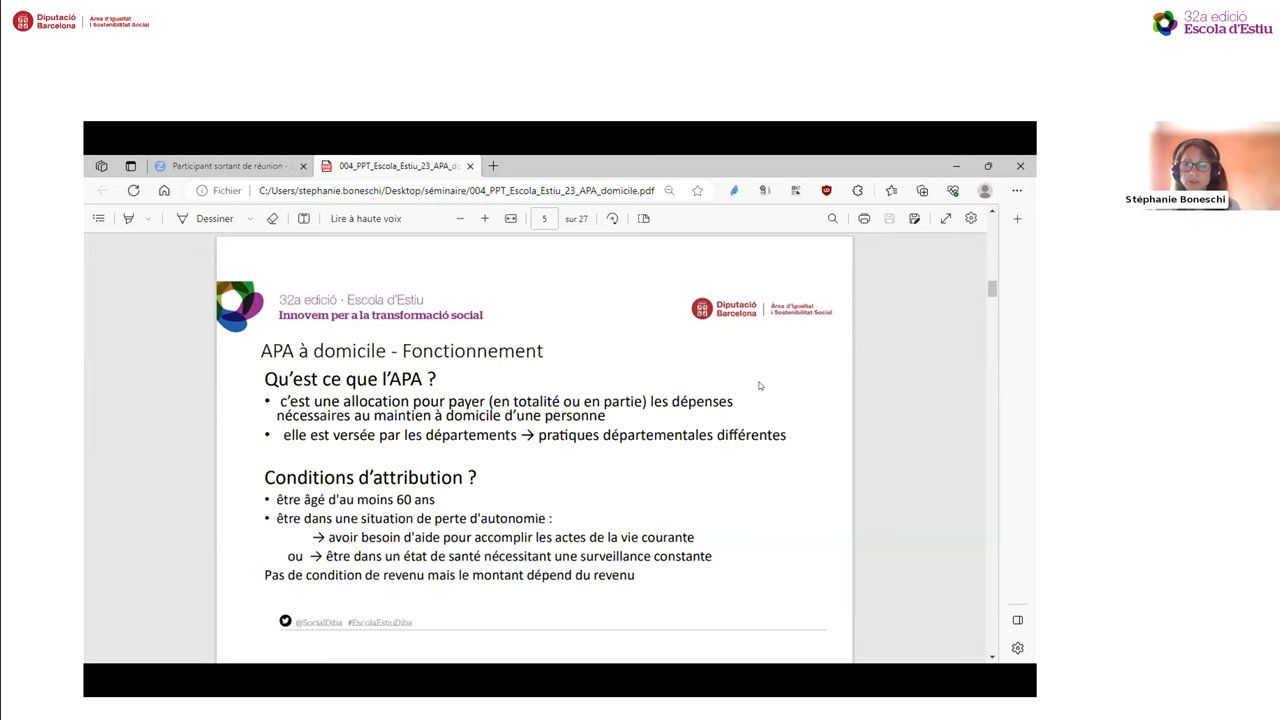 Diputació
Barcelona
Àrea d'Igualtat
i Sostenibilitat Social
32a edició
Escola d'Estiu
Participant sortant de réunion -
004_PPT_Escola_Estiu_23_APA_do
Fichier
C:/Users/stephanie.boneschi/Desktop/séminaire/004_PPT_Escola_Estiu_23_APA_domicile.pdf
Dessiner
Lire à haute voix
5
sur 27
Stéphanie Boneschi
32a edició · Escola d'Estiu
Innovem per a la transformació social
Diputació
Barcelona
Àrea d'Igualtat
i Sostenibilitat Social
APA à domicile - Fonctionnement
Qu'est ce que l'APA ?
• c'est une allocation pour payer (en totalité ou en partie) les dépenses
nécessaires au maintien à domicile d'une personne
• elle est versée par les départements → pratiques départementales différentes
Conditions d'attribution ?
• être âgé d'au moins 60 ans
• être dans une situation de perte d'autonomie :
→ avoir besoin d'aide pour accomplir les actes de la vie courante
ou → être dans un état de santé nécessitant une surveillance constante
Pas de condition de revenu mais le montant dépend du revenu
@SocialDiba #EscolaEstiuDiba